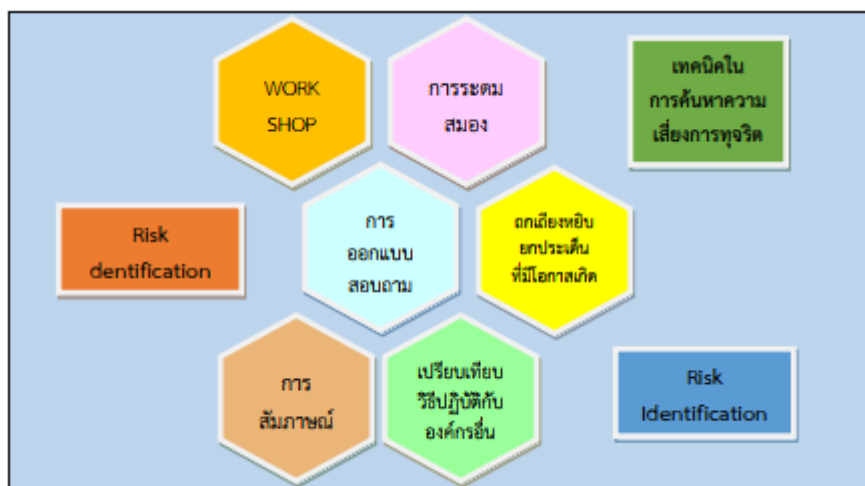 WORK
SHOP
การระดม
สมอง
เทคนิคใน
การค้นหาความ
เสี่ยงการทุจริต
Risk
dentification
การ
ออกแบบ
สอบถาม
ถกเถียงหยิบ
ยกประเด็น
ที่มีโอกาสเกิด
การ
สัมภาษณ์
เปรียบเทียบ
วิธีปฏิบัติกับ
องค์กรอื่น
Risk
Identification